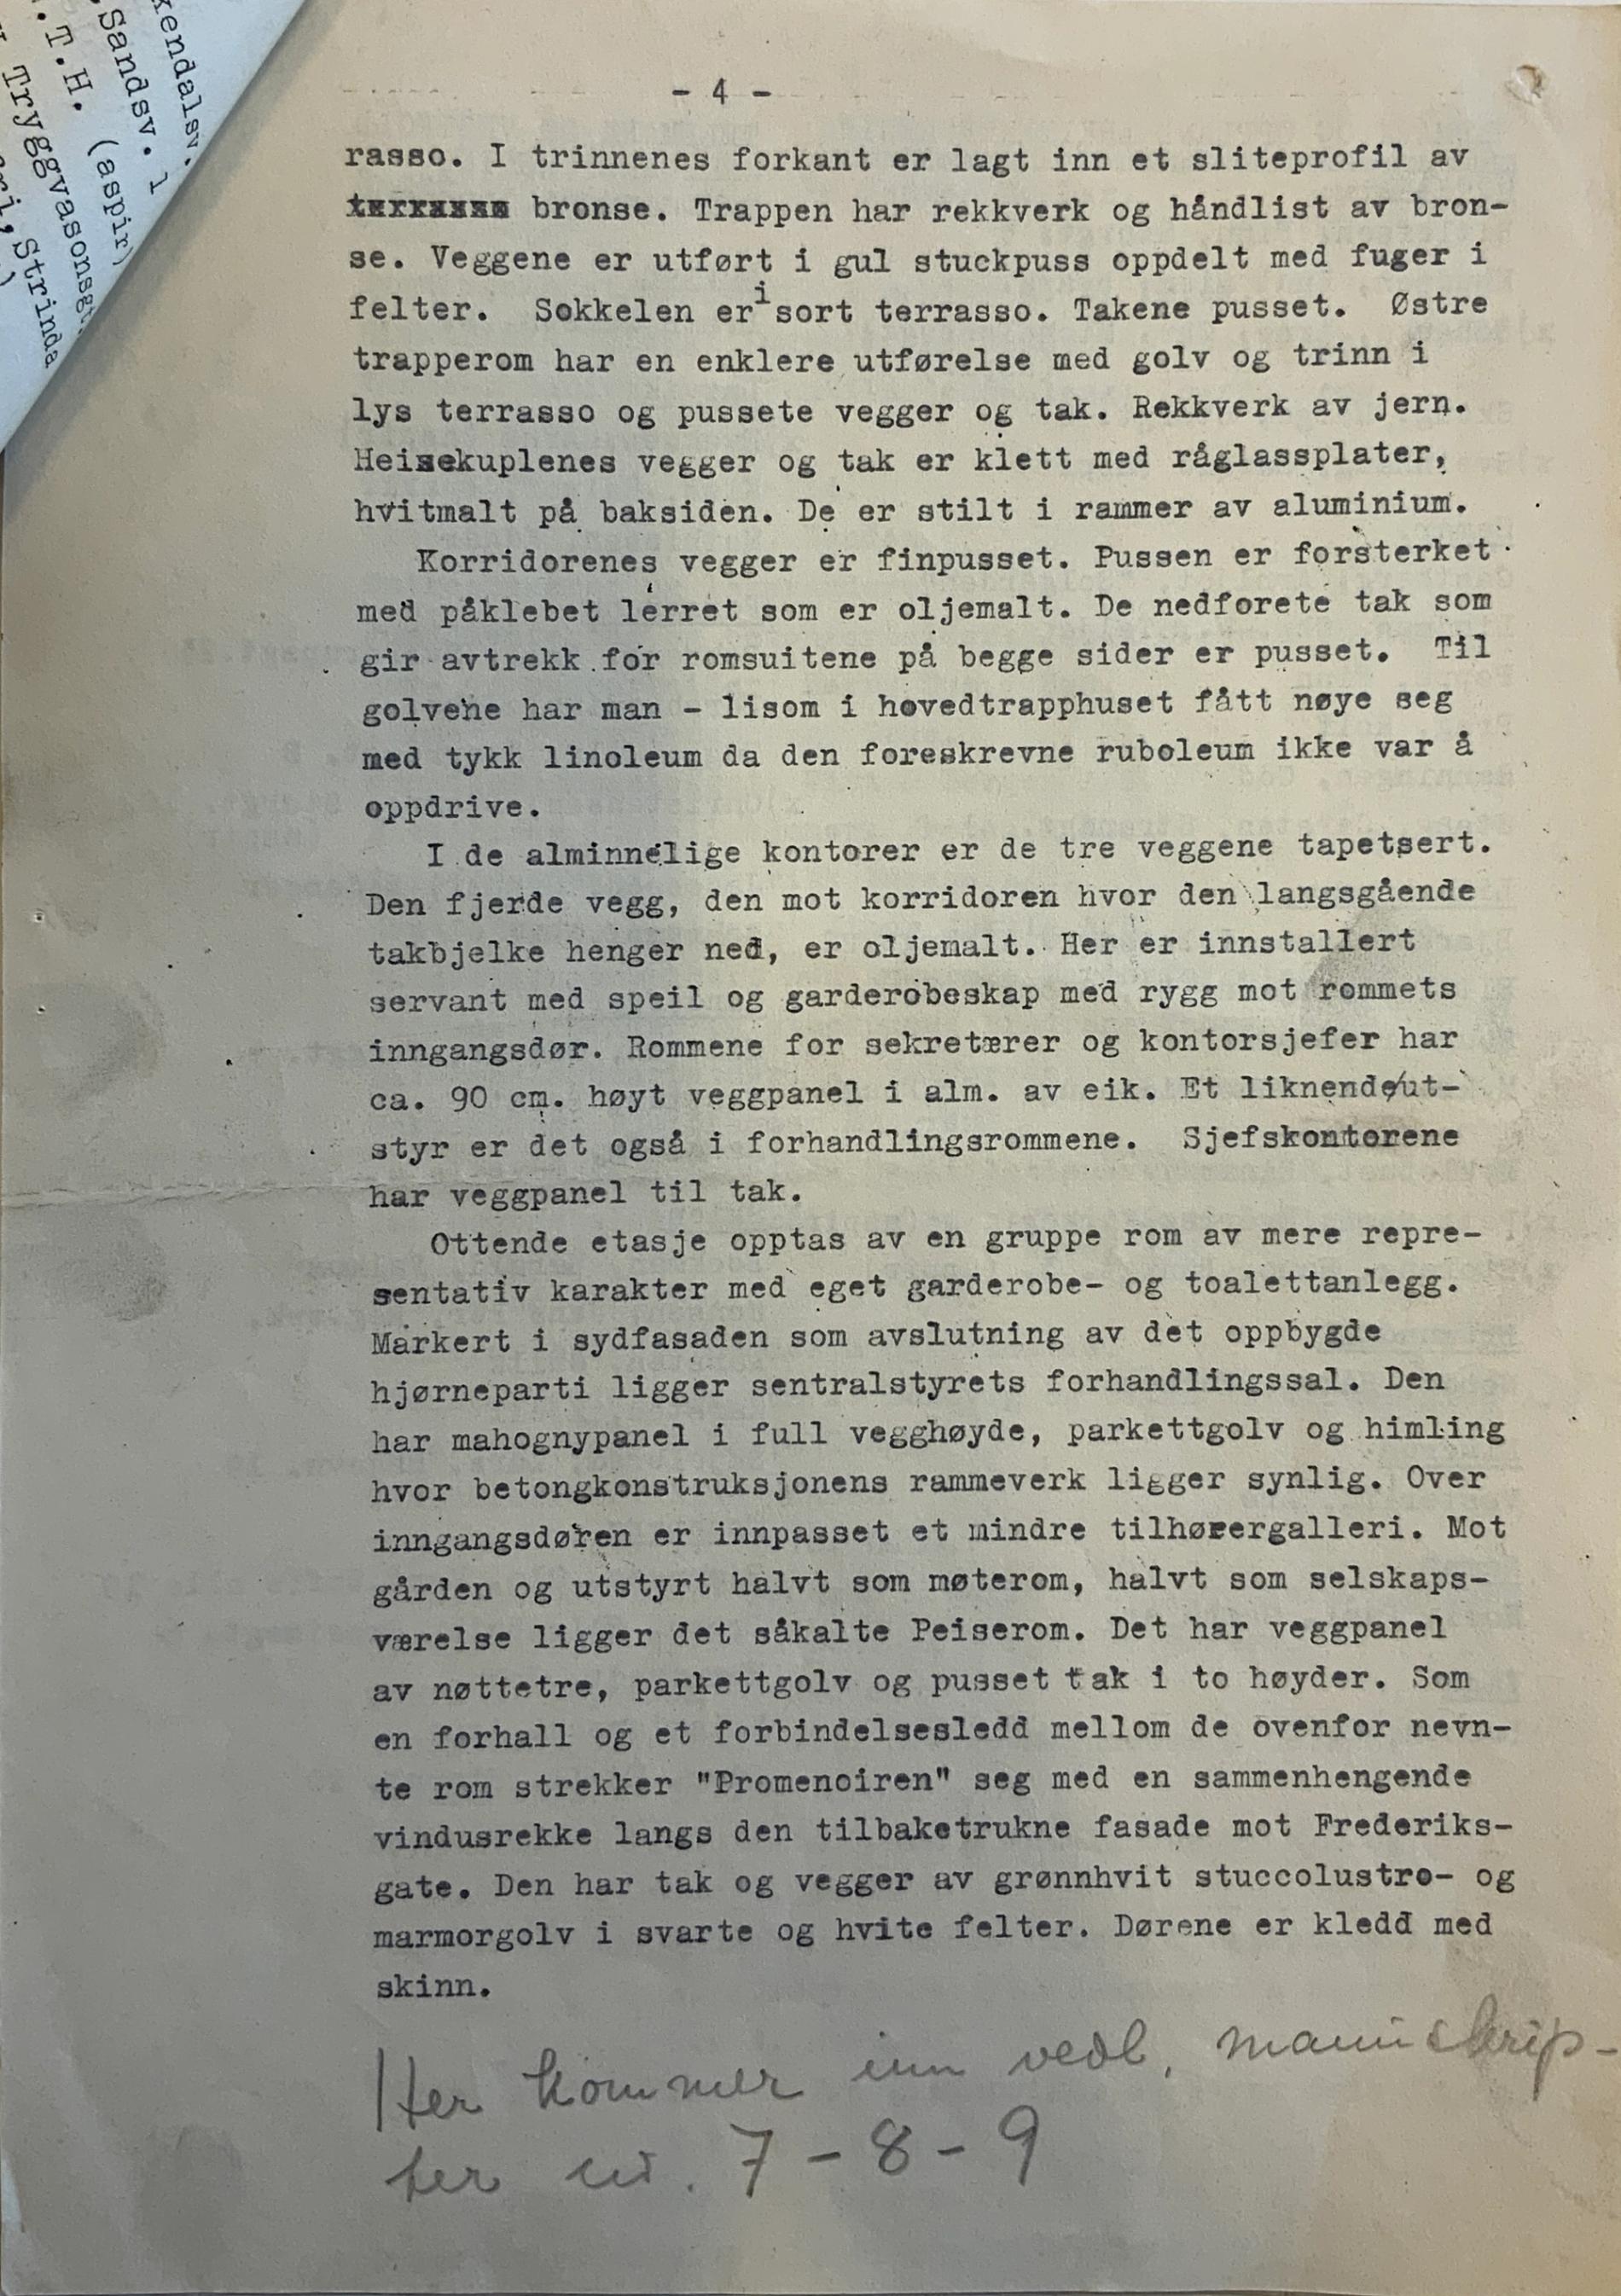 kendalsv.
Sandsv. 1
.T.H. (aspir)
Tryggvasonsgt.
ri, Strinda
- 4 -
rasso. I trinnenes forkant er lagt inn et sliteprofil av
bronse. Trappen har rekkverk og håndlist av bron-
se. Veggene er utført i gul stuckpuss oppdelt med fuger i
felter. Sokkelen er i sort terrasso. Takene pusset. Østre
trapperom har en enklere utførelse med golv og trinn i
lys terrasso og pussete vegger og tak. Rekkverk av jern.
Heisekuplenes vegger og tak er klett med råglassplater,
hvitmalt på baksiden. De er stilt i rammer av aluminium.
Korridorenes vegger er finpusset. Pussen er forsterket
med påklebet lerret som er oljemalt. De nedforete tak som
gir avtrekk for romsuitene på begge sider er pusset. Til
golvene har man - lisom i hovedtrapphuset fått nøye seg
med tykk linoleum da den foreskrevne ruboleum ikke var å
oppdrive.
I de alminnelige kontorer er de tre veggene tapetsert.
Den fjerde vegg, den mot korridoren hvor den langsgående
takbjelke henger ned, er oljemalt. Her er innstallert
servant med speil og garderobeskap med rygg mot rommets
inngangsdør. Rommene for sekretærer og kontorsjefer har
ca. 90 cm. høyt veggpanel i alm. av eik. Et liknende/ut-
styr er det også i forhandlingsrommene. Sjefskontorene
har veggpanel til tak.
Ottende etasje opptas av en gruppe rom av mere repre-
sentativ karakter med eget garderobe- og toalettanlegg.
Markert i sydfasaden som avslutning av det oppbygde
hjørneparti ligger sentralstyrets forhandlingssal. Den
har mahognypanel i full vegghøyde, parkettgolv og himling
hvor betongkonstruksjonens rammeverk ligger synlig. Over
inngangsdøren er innpasset et mindre tilhørergalleri. Mot
gården og utstyrt halvt som møterom, halvt som selskaps-
værelse ligger det såkalte Peiserom. Det har veggpanel
av nøttetre, parkettgolv og pusset tak i to høyder. Som
en forhall og et forbindelsesledd mellom de ovenfor nevn-
te rom strekker "Promenoiren" seg med en sammenhengende
vindusrekke langs den tilbaketrukne fasade mot Frederiks-
gate. Den har tak og vegger av grønnhvit stuccolustro- og
marmorgolv i svarte og hvite felter. Dørene er kledd med
skinn.
Her kommer inn vedl. manuskrip-
ter nr. 7 - 8 - 9